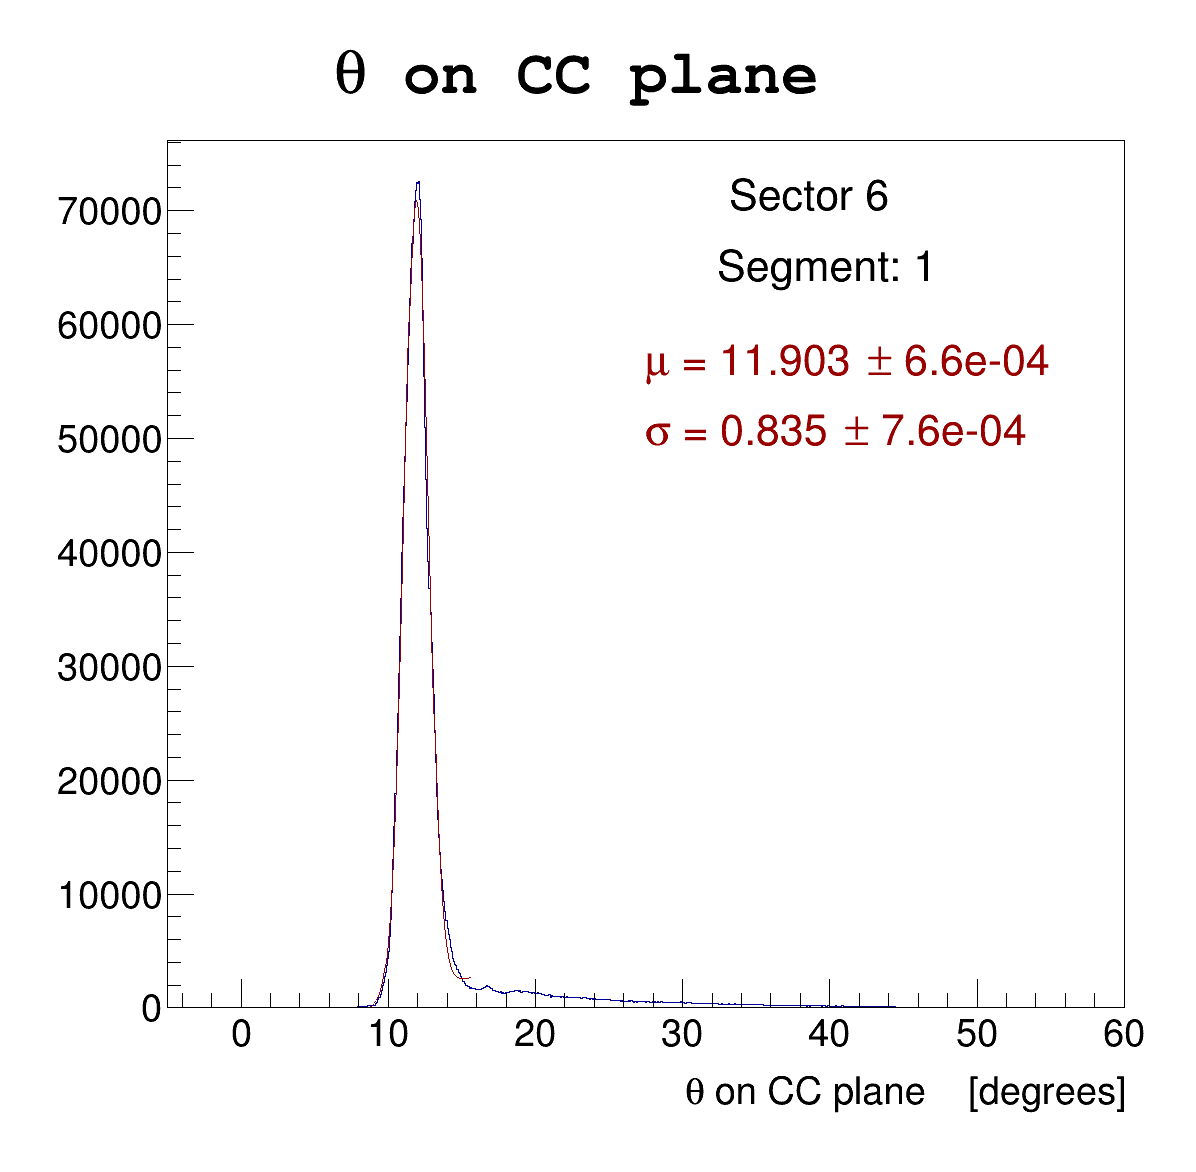 θ on CC plane
Sector 6
Segment: 1
μ = 11.903 ± 6.6e-04
σ = 0.835 ± 7.6e-04
70000
60000
50000
40000
30000
20000
10000
0
0 10 20 30 40 50 60
θ on CC plane [degrees]